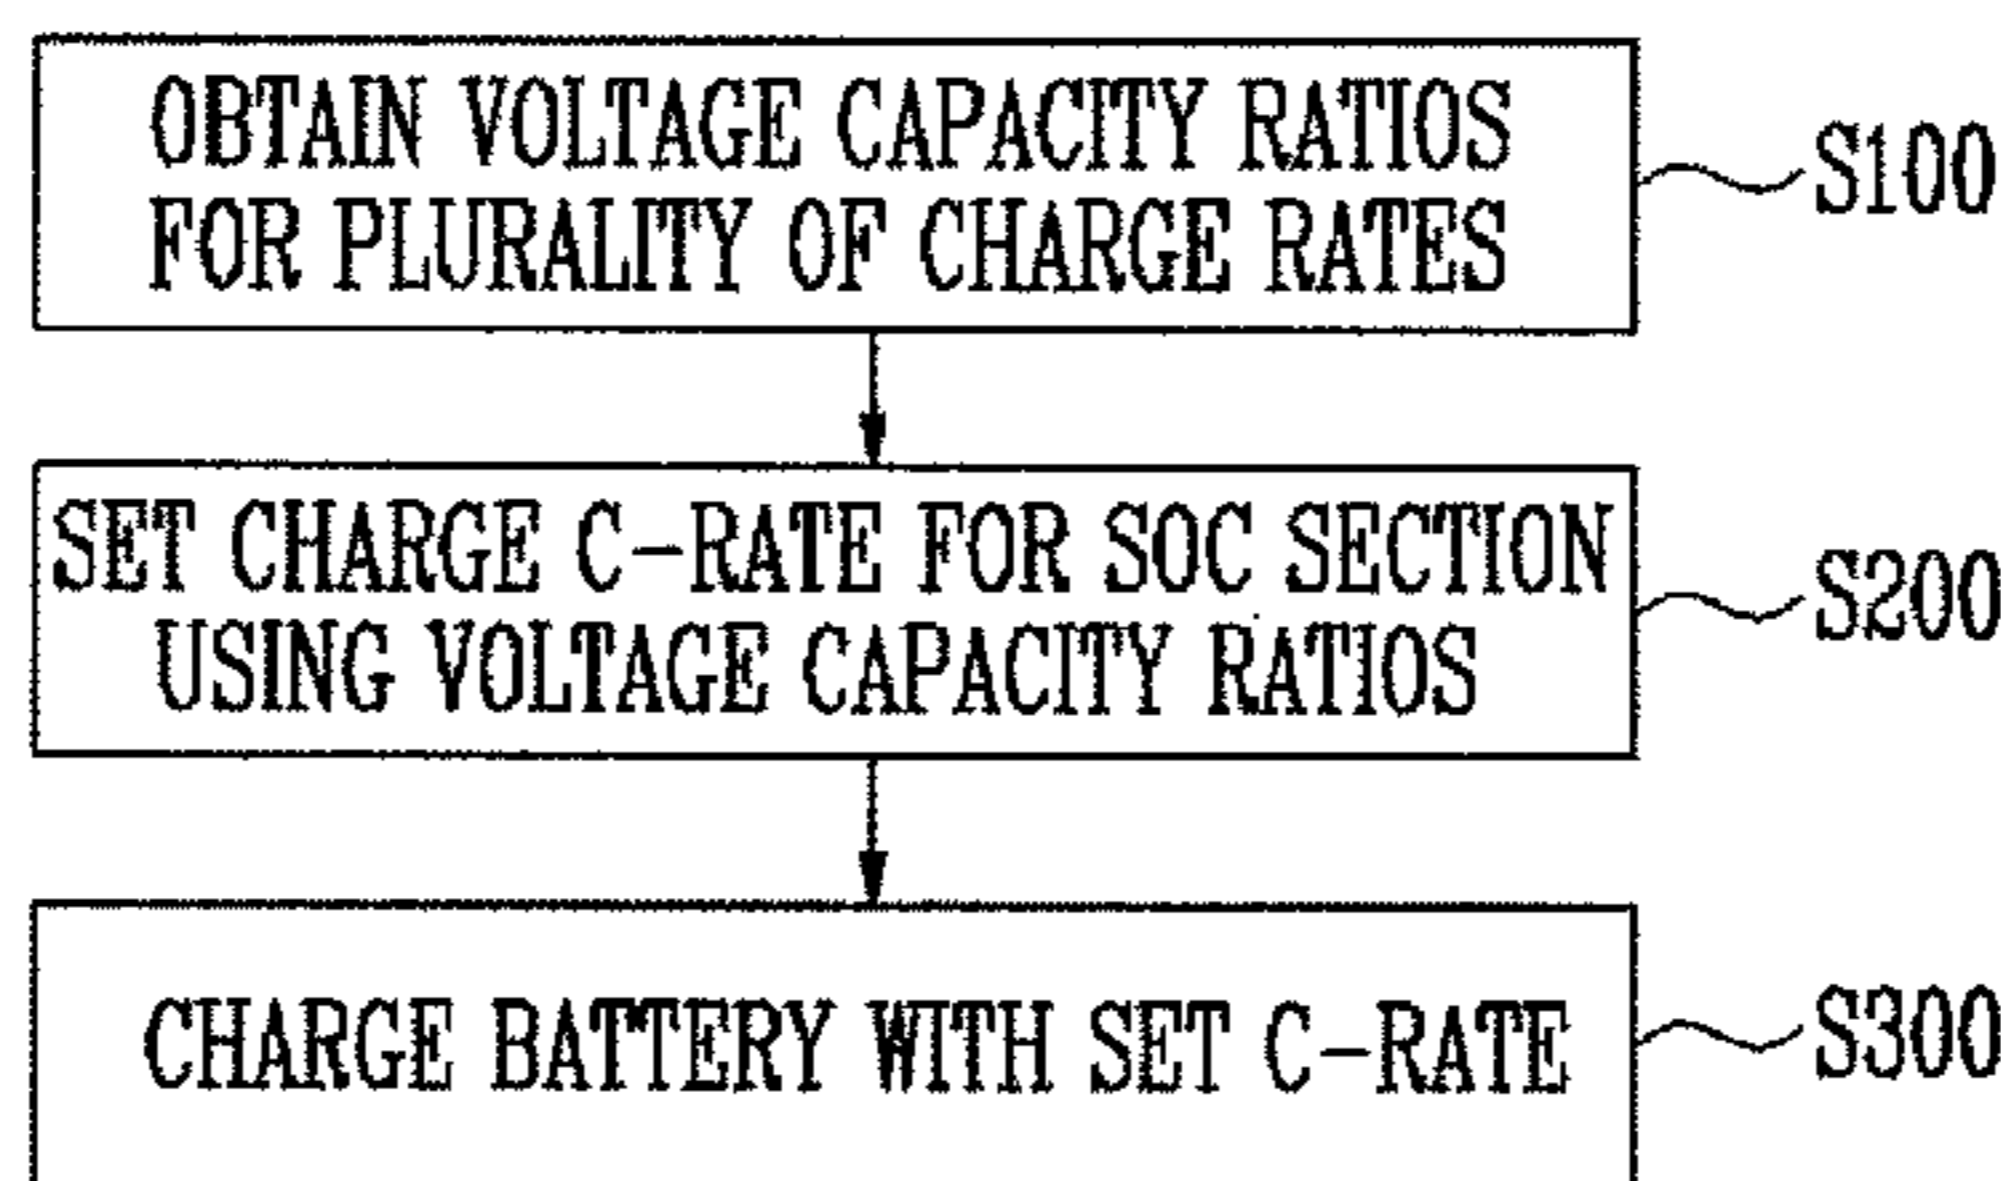 OBTAIN VOLTAGE CAPACITY RATIOS
FOR PLURALITY OF CHARGE RATES
S100
SET CHARGE C-RATE FOR SOC SECTION
USING VOLTAGE CAPACITY RATIOS
S200
CHARGE BATTERY WITH SET C-RATE
S300